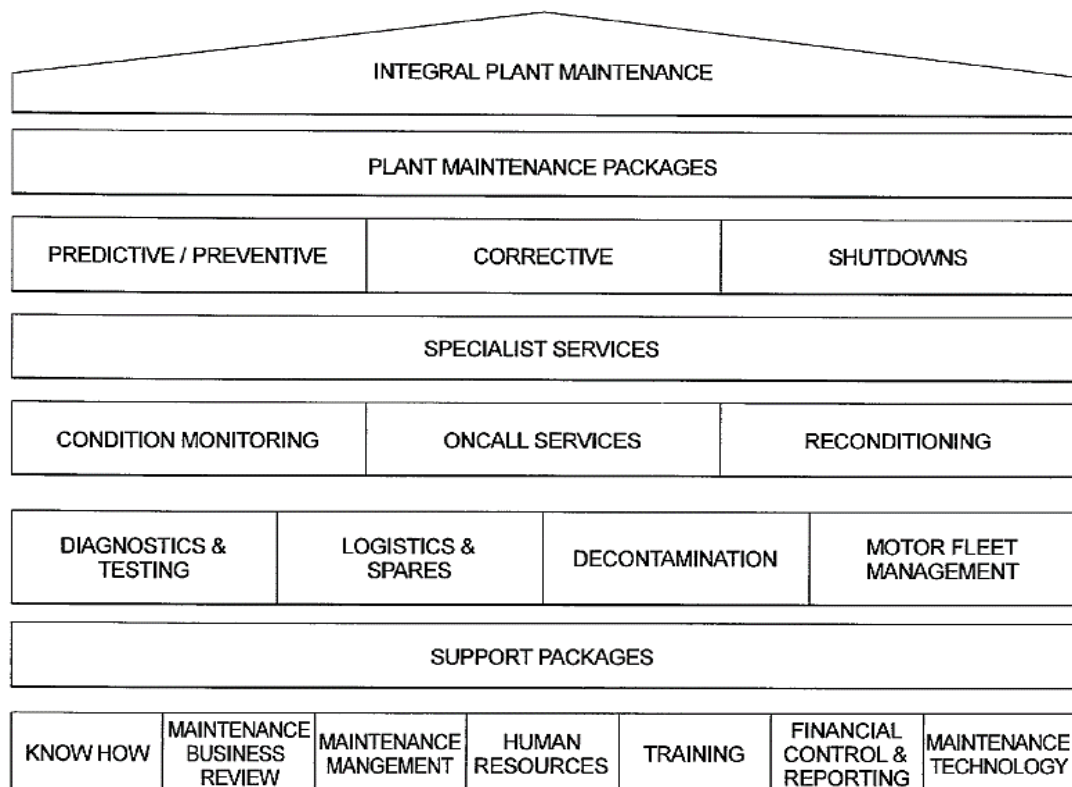 INTEGRAL PLANT MAINTENANCE
PLANT MAINTENANCE PACKAGES
PREDICTIVE / PREVENTIVE
CORRECTIVE
SHUTDOWNS
SPECIALIST SERVICES
CONDITION MONITORING
ONCALL SERVICES
RECONDITIONING
DIAGNOSTICS &
TESTING
LOGISTICS &
SPARES
DECONTAMINATION
MOTOR FLEET
MANAGEMENT
SUPPORT PACKAGES
KNOW HOW
MAINTENANCE
BUSINESS
REVIEW
MAINTENANCE
MANGEMENT
HUMAN
RESOURCES
TRAINING
FINANCIAL
CONTROL &
REPORTING
MAINTENANCE
TECHNOLOGY